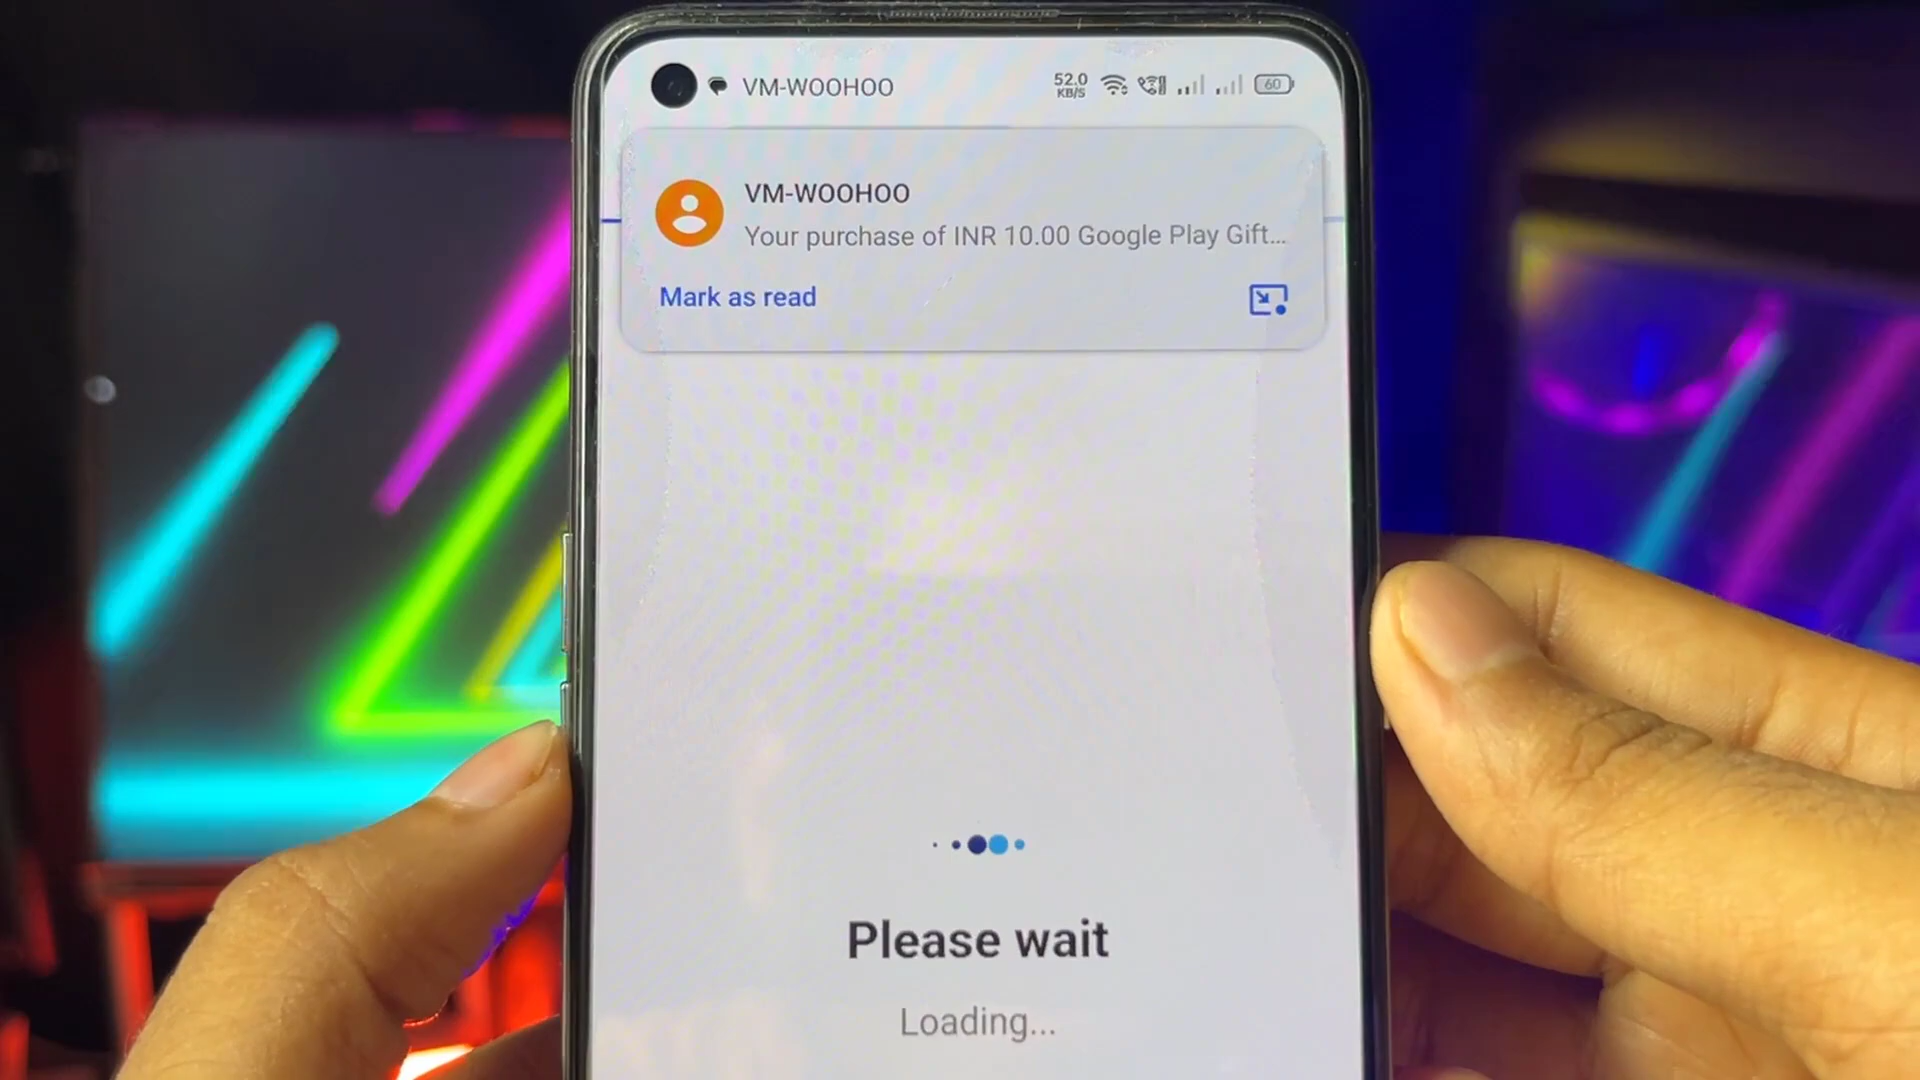 VM-WOOHOO
52.0
KB/S
60
VM-WOOHOO
Your purchase of INR 10.00 Google Play Gift...
Mark as read
Please wait
Loading...